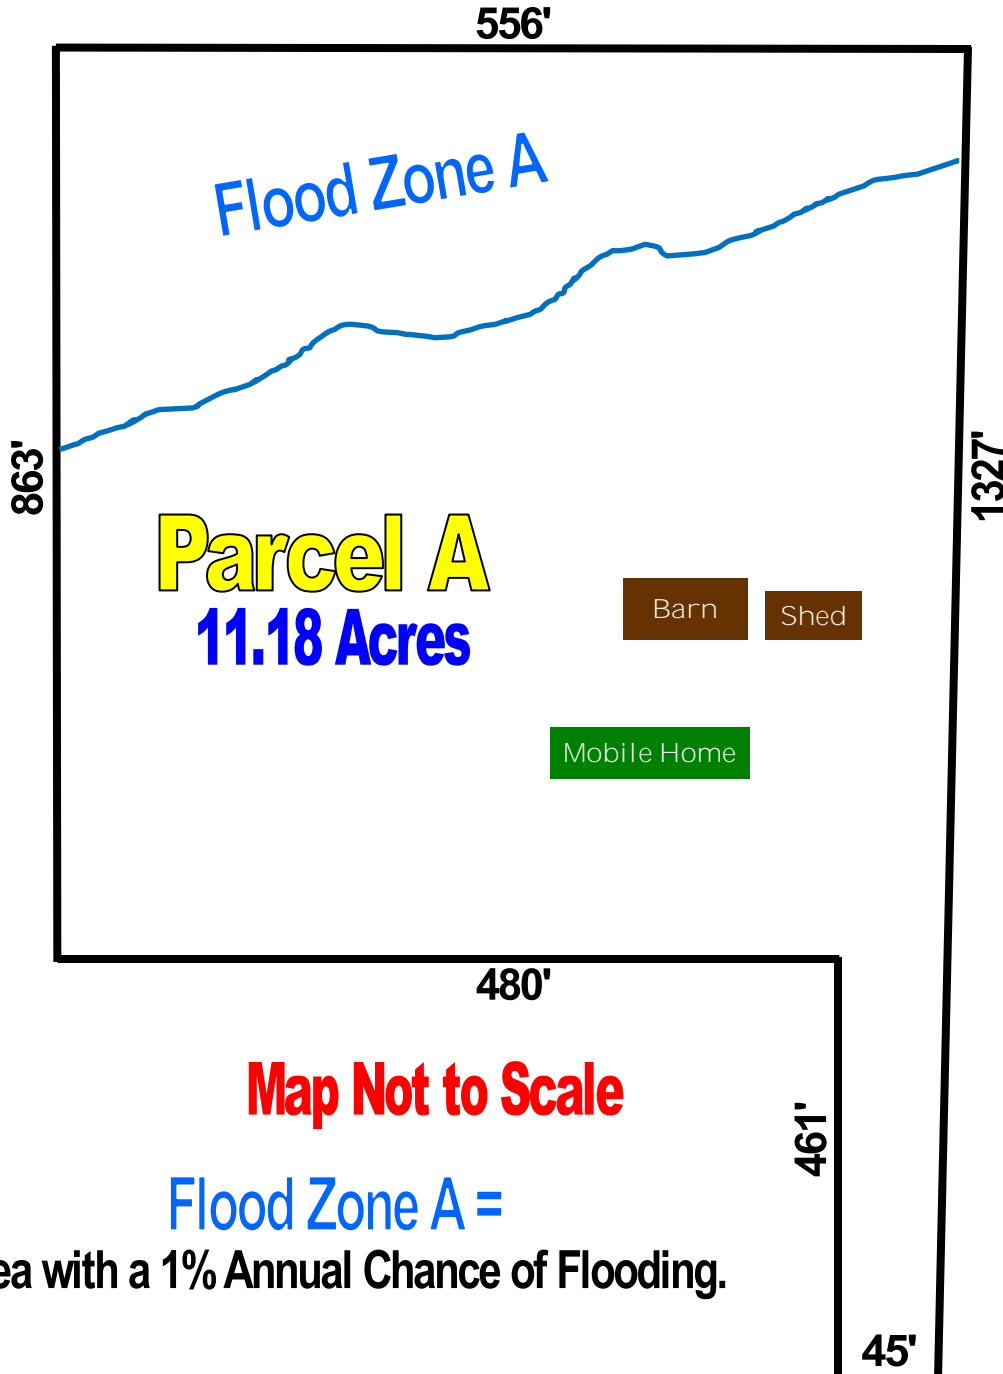 556'
Flood Zone A
863'
1327'
Parcel A
11.18 Acres
Barn
Shed
Mobile Home
480'
Map Not to Scale
461'
Flood Zone A =
with a 1% Annual Chance of Flooding.
45'